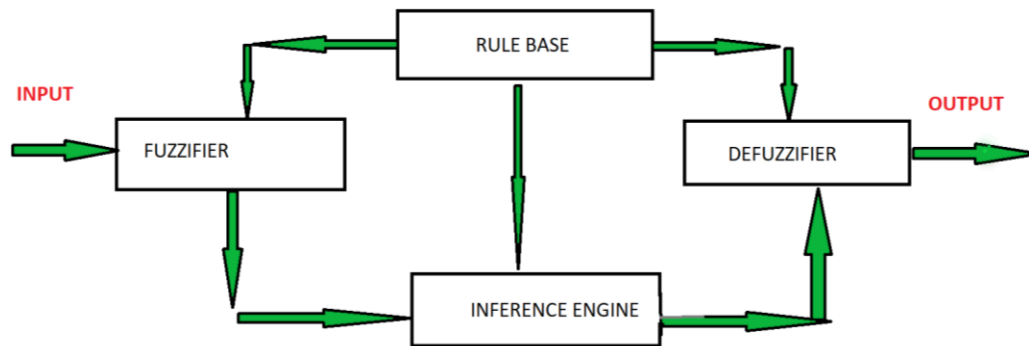 RULE BASE
INPUT
OUTPUT
FUZZIFIER
DEFUZZIFIER
INFERENCE ENGINE